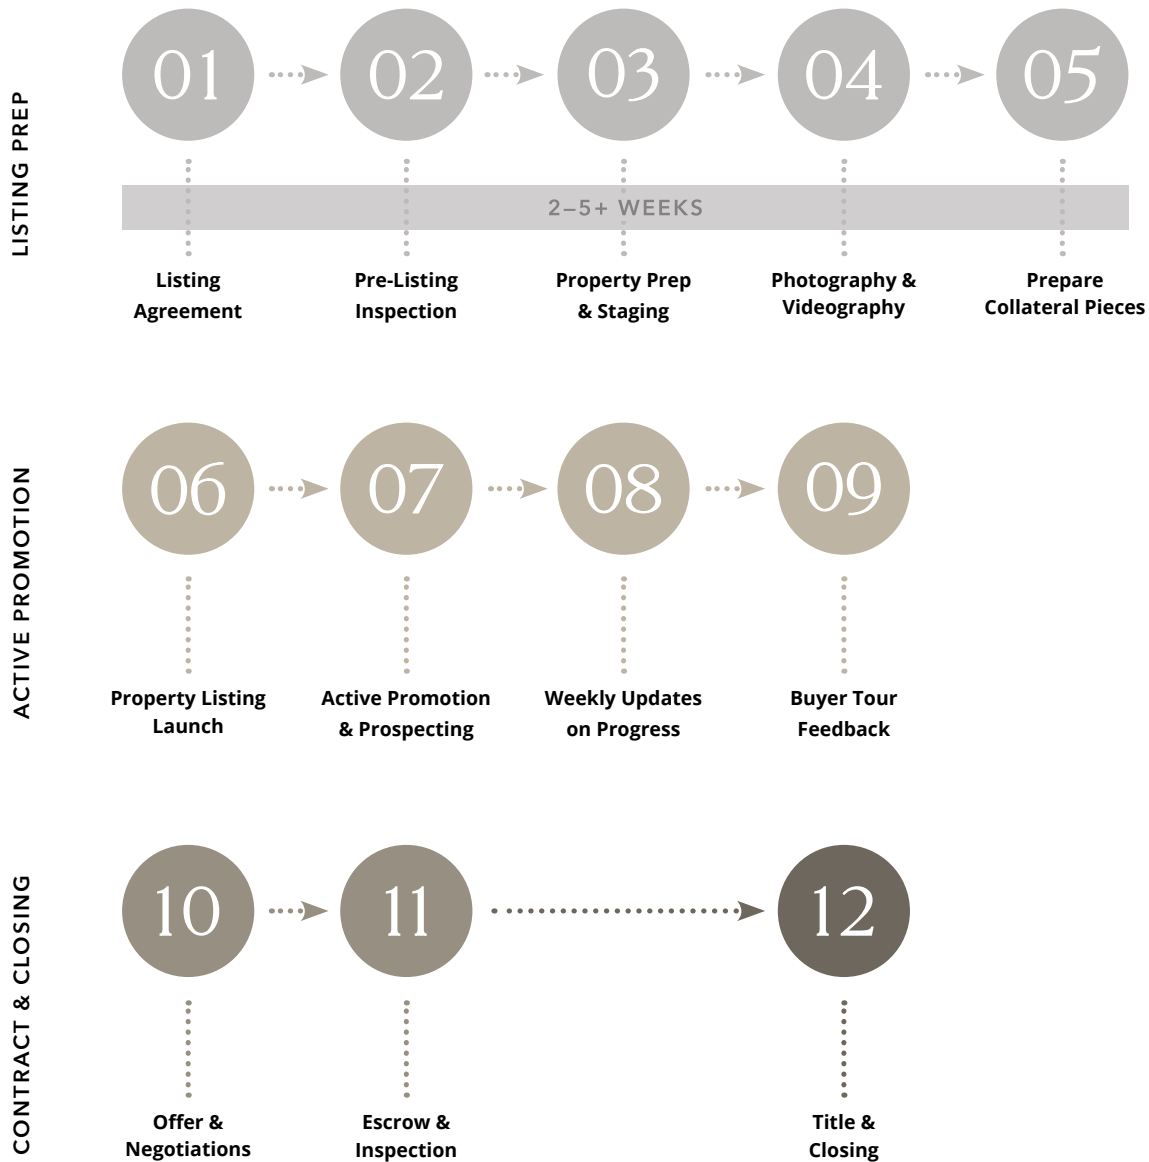 LISTING PREP
01
02
03
04
05
2–5+ WEEKS
Listing
Agreement
Pre-Listing
Inspection
Property Prep
& Staging
Photography &
Videography
Prepare
Collateral Pieces
ACTIVE PROMOTION
06
07
08
09
Property Listing
Launch
Active Promotion
& Prospecting
Weekly Updates
on Progress
Buyer Tour
Feedback
CONTRACT & CLOSING
10
11
12
Offer &
Negotiations
Escrow &
Inspection
Title &
Closing